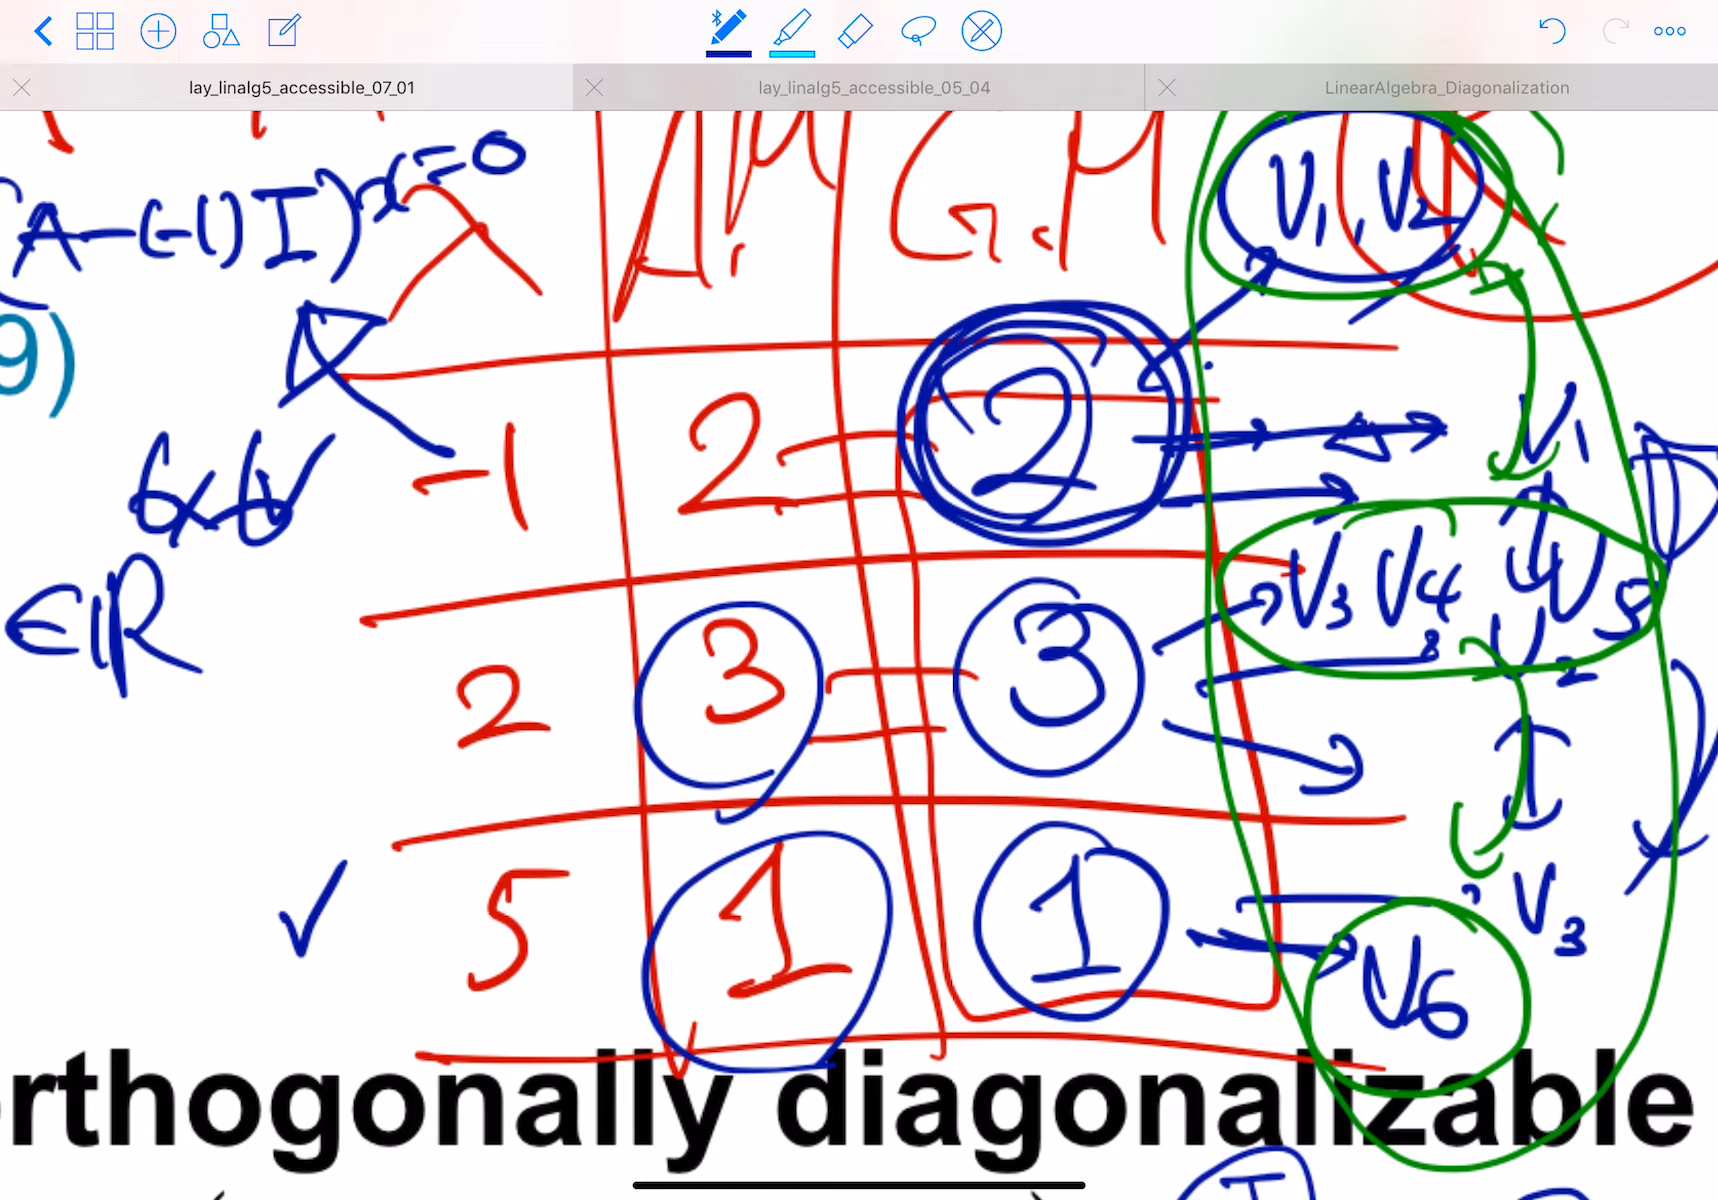 lay_linalg5_accessible_07_01
lay_linalg5_accessible_05_04
LinearAlgebra_Diagonalization
(A-(-1)I)x=0
λ A.M G.M V1, V2
9)
-1 2 2 V1
6x6
∈IR
2 3 3 V3 V4 V5
V2
5 1 1 V3
V6
rthogonally diagonalizable
I